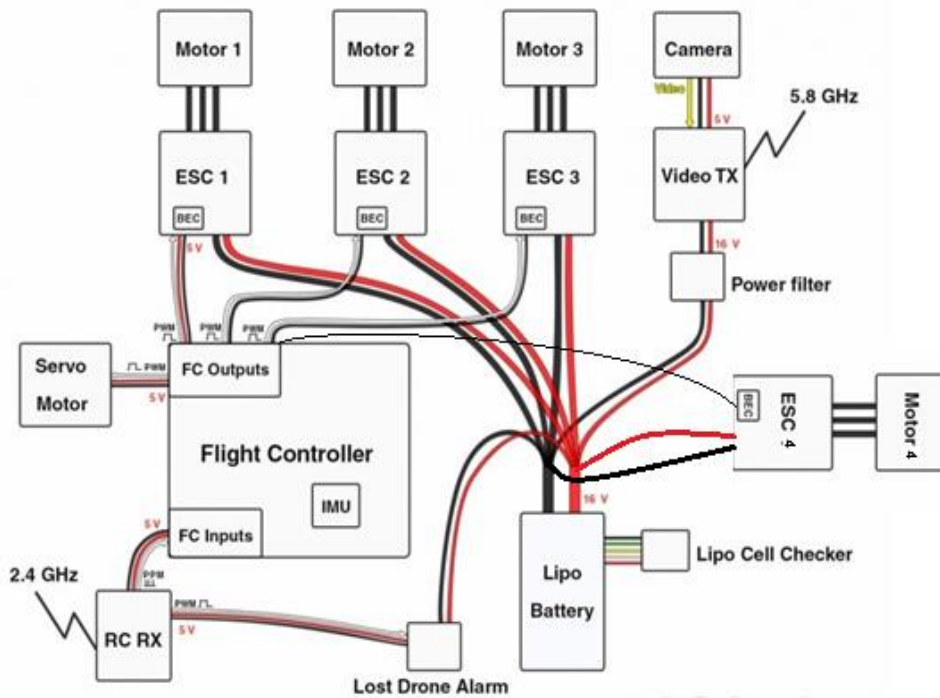 Motor 1
Motor 2
Motor 3
Camera
Video
5 V
5.8 GHz
ESC 1
ESC 2
ESC 3
Video TX
BEC
BEC
BEC
5 V
16 V
Power filter
PWM
PWM
PWM
Servo
Motor
PWM
5 V
FC Outputs
BEC
ESC 4
Motor 4
Flight Controller
IMU
16 V
5 V
FC Inputs
Lipo
Battery
Lipo Cell Checker
2.4 GHz
PPM
PWM
RC RX
5 V
Lost Drone Alarm